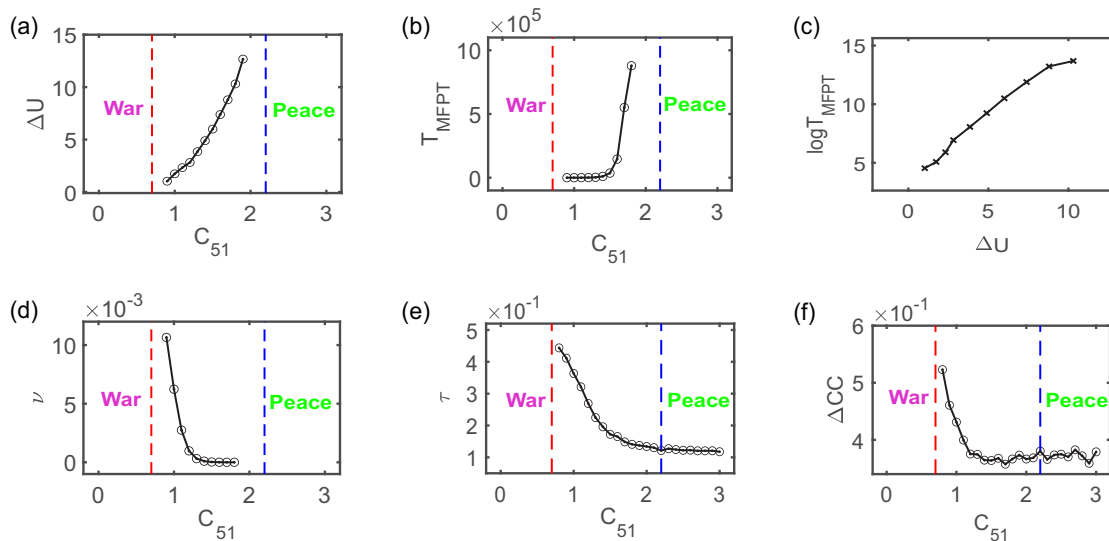 (a)
15
10
5
0
ΔU
War
Peace
0 1 2 3
C51
(b)
×10^5
10
5
0
T_MFPT
War
Peace
0 1 2 3
C51
(c)
15
10
5
logT_MFPT
0 5 10
ΔU
(d)
×10^-3
10
5
0
ν
War
Peace
0 1 2 3
C51
(e)
×10^-1
5
4
3
2
1
τ
War
Peace
0 1 2 3
C51
(f)
×10^-1
6
5
4
ΔCC
War
Peace
0 1 2 3
C51